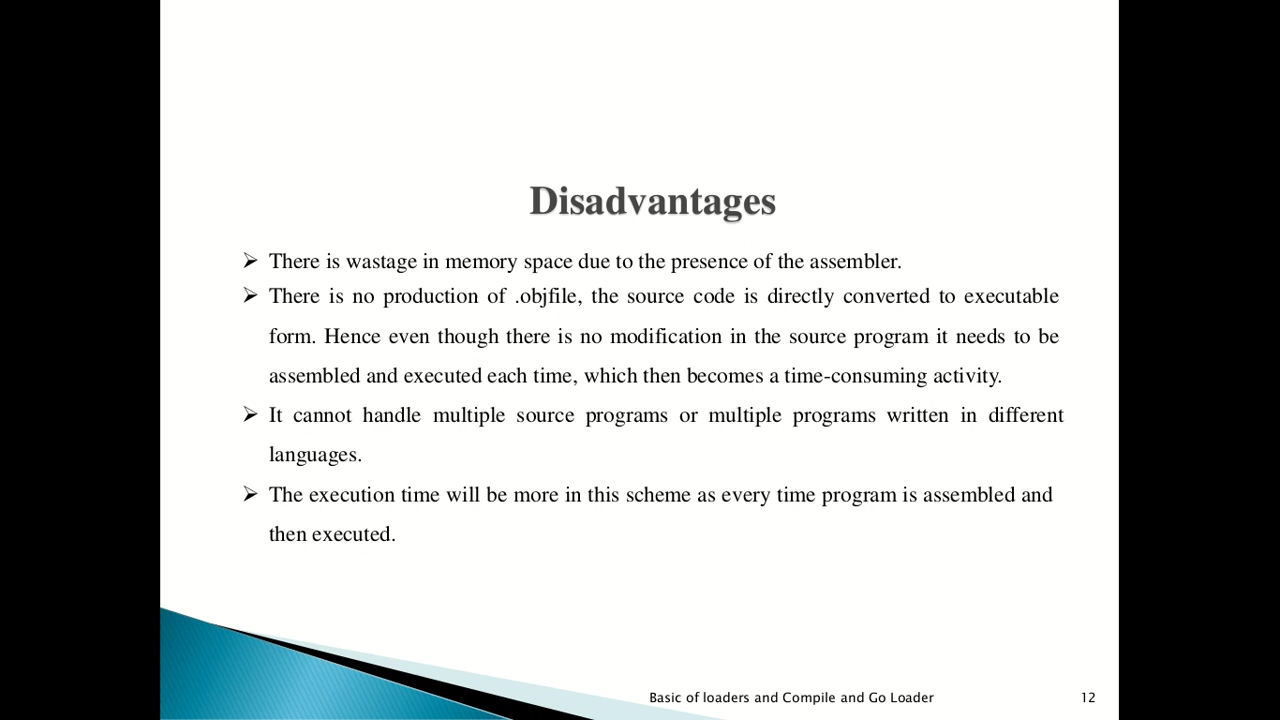 Disadvantages
➢ There is wastage in memory space due to the presence of the assembler.
➢ There is no production of .objfile, the source code is directly converted to executable
form. Hence even though there is no modification in the source program it needs to be
assembled and executed each time, which then becomes a time-consuming activity.
➢ It cannot handle multiple source programs or multiple programs written in different
languages.
➢ The execution time will be more in this scheme as every time program is assembled and
then executed.
Basic of loaders and Compile and Go Loader
12